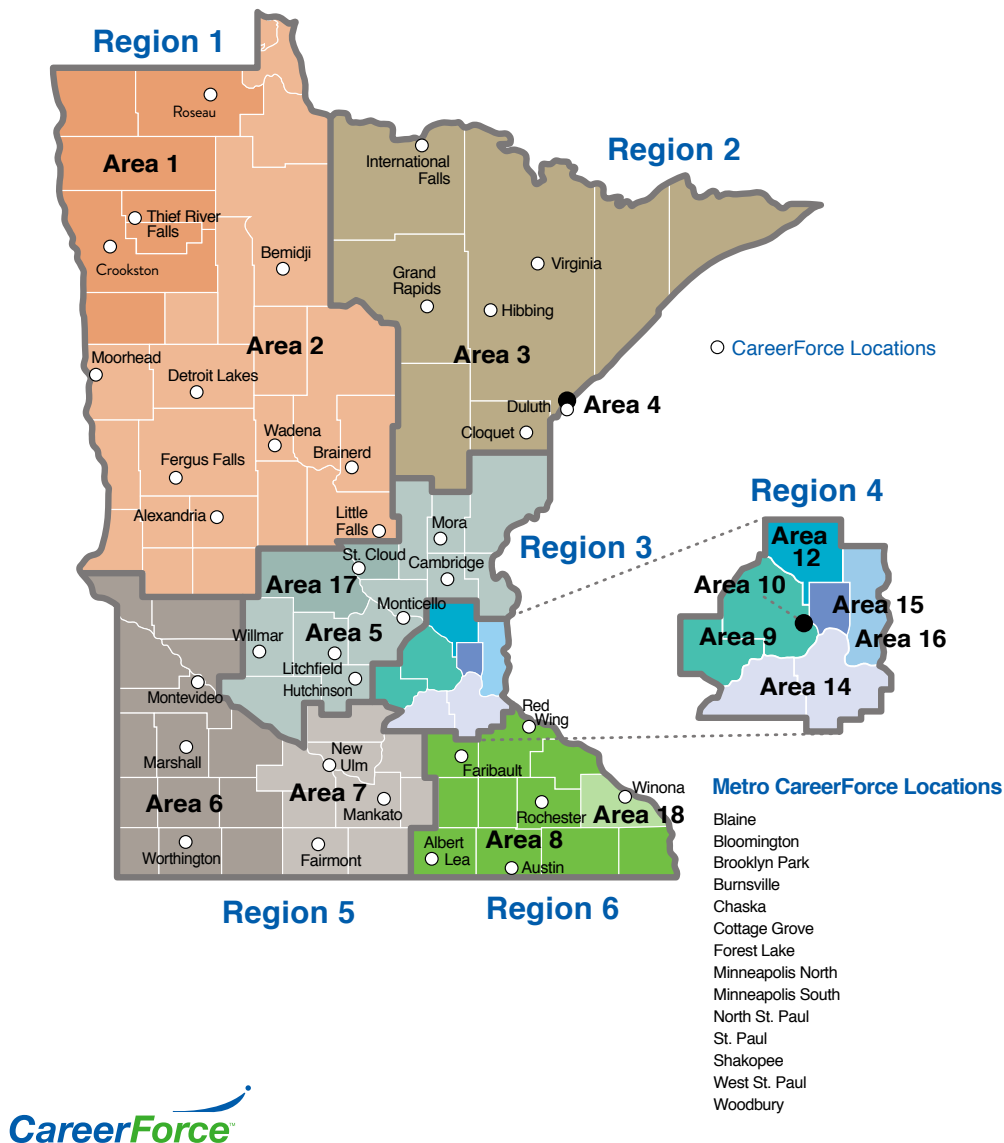 Region 1
Roseau
Area 1
Thief River
Falls
Crookston
Bemidji
Area 2
Moorhead
Detroit Lakes
Wadena
Brainerd
Fergus Falls
Alexandria
Little
Falls
Region 2
International
Falls
Virginia
Grand
Rapids
Hibbing
Area 3
Duluth
Area 4
Cloquet
CareerForce Locations
Region 3
Mora
St. Cloud
Cambridge
Area 17
Monticello
Willmar
Area 5
Litchfield
Hutchinson
Region 4
Area
12
Area 10
Area 15
Area 9
Area 16
Area 14
Montevideo
Marshall
New
Ulm
Area 6
Area 7
Mankato
Worthington
Fairmont
Region 5
Red
Wing
Faribault
Winona
Rochester
Area 18
Area 8
Albert
Lea
Austin
Region 6
Metro CareerForce Locations
Blaine
Bloomington
Brooklyn Park
Burnsville
Chaska
Cottage Grove
Forest Lake
Minneapolis North
Minneapolis South
North St. Paul
St. Paul
Shakopee
West St. Paul
Woodbury
CareerForce™